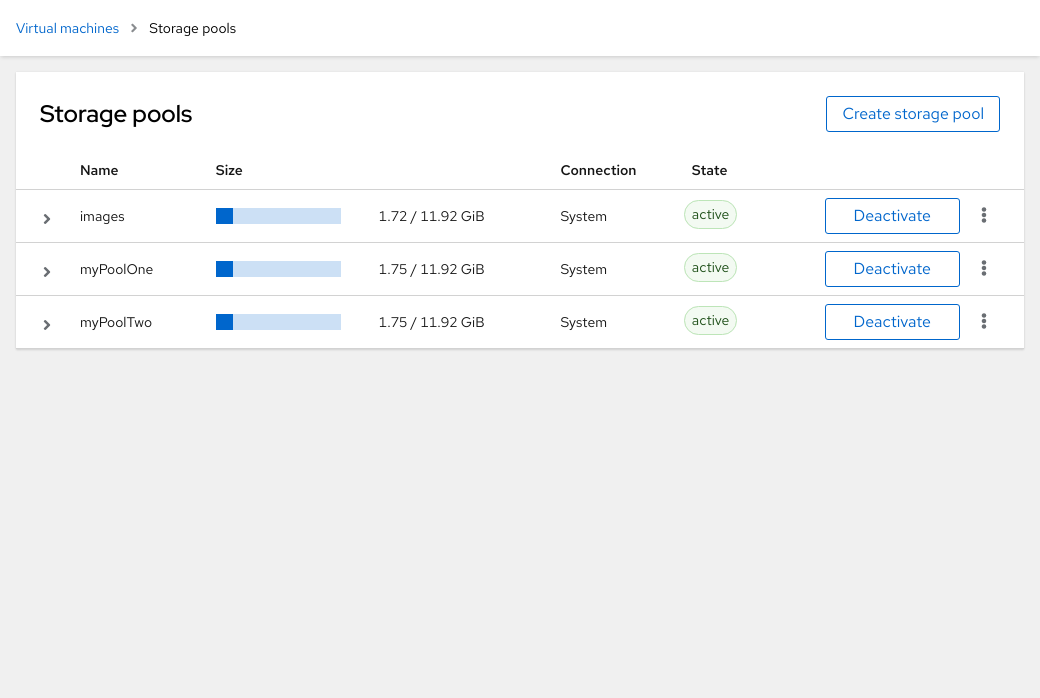 Virtual machines Storage pools
Storage pools Create storage pool
Name Size Connection State
images 1.72 / 11.92 GiB System active Deactivate
myPoolOne 1.75 / 11.92 GiB System active Deactivate
myPoolTwo 1.75 / 11.92 GiB System active Deactivate